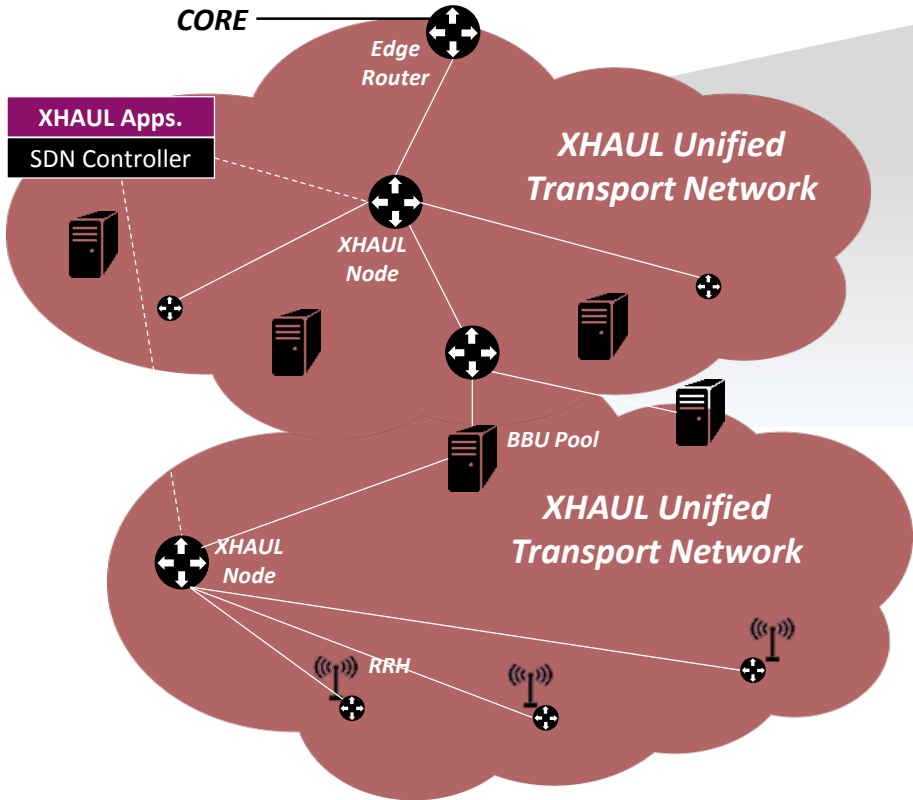 CORE
Edge
Router
XHAUL Apps.
SDN Controller
XHAUL Unified
Transport Network
XHAUL
Node
BBU Pool
XHAUL Unified
Transport Network
XHAUL
Node
RRH